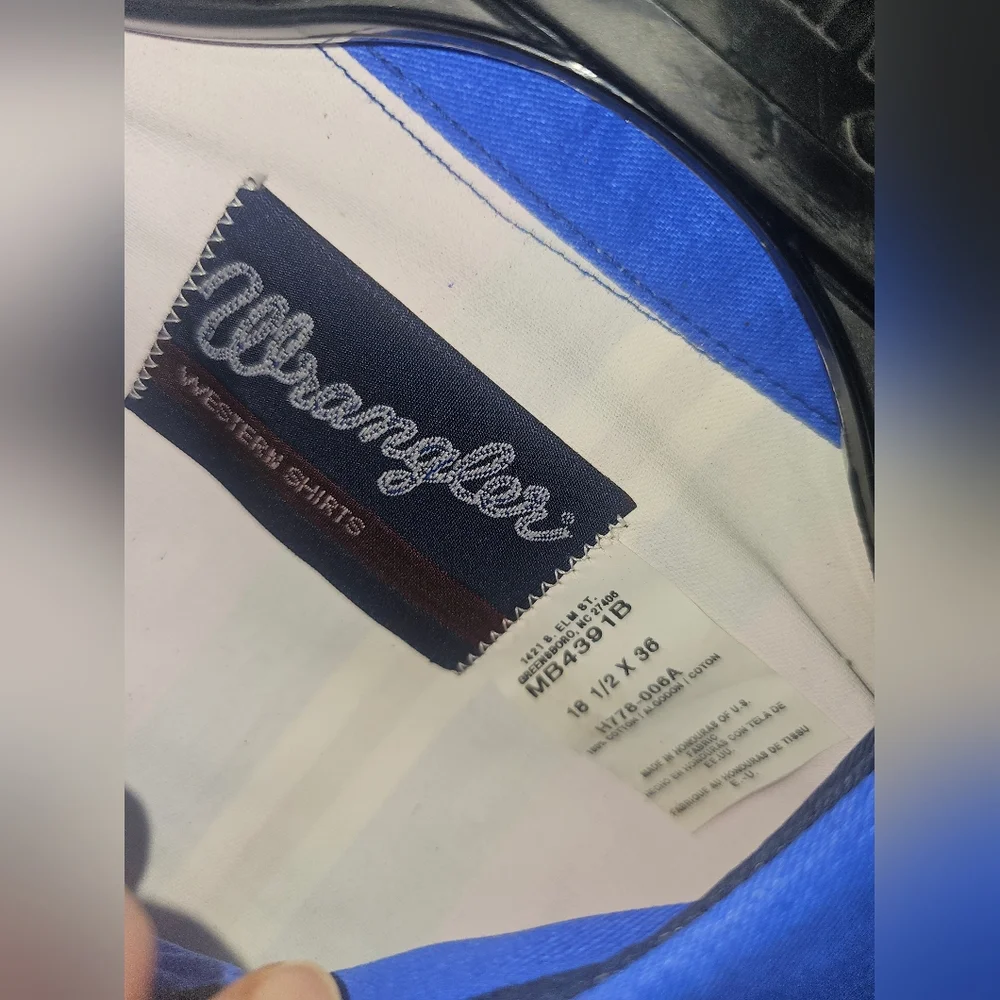 Wrangler®
WESTERN SHIRTS
1421 S. ELM ST.
GREENSBORO, NC 27406
MB4391B
16 1/2 X 36
H778-006A
100% COTTON | ALGODON | COTON
MADE IN HONDURAS OF U.S.
FABRIC
HECHO EN HONDURAS CON TELA DE
EE.UU.
FABRIQUE AU HONDURAS DE TISSU
E.-U.